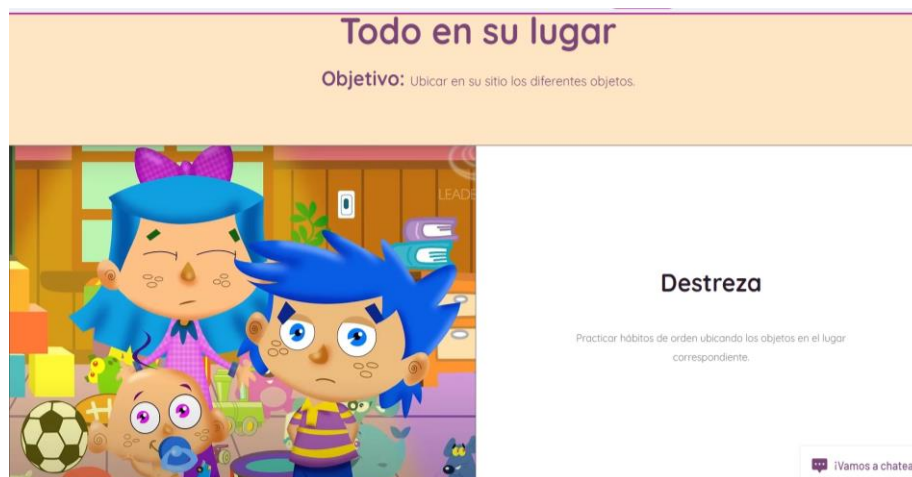 Todo en su lugar
Objetivo: Ubicar en su sitio los diferentes objetos.
LEADE
Destreza
Practicar hábitos de orden ubicando los objetos en el lugar
correspondiente.
¡Vamos a chatea